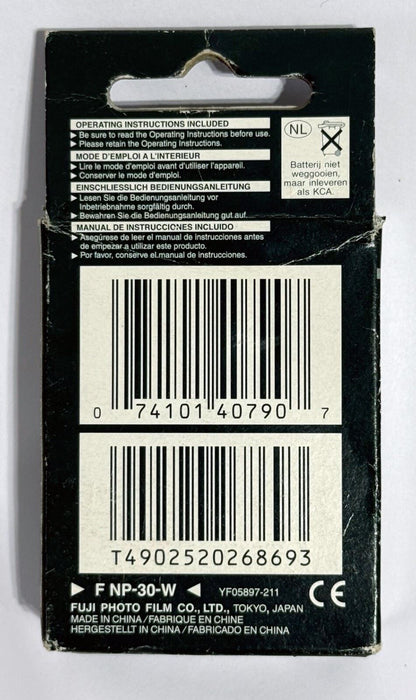 OPERATING INSTRUCTIONS INCLUDED
▶ Be sure to read the Operating Instructions before use.
▶ Please retain the Operating Instructions.
MODE D'EMPLOI A L'INTERIEUR
▶ Lire le mode d'emploi avant d'utiliser l'appareil.
▶ Conserver le mode d'emploi.
EINSCHLIESSLICH BEDIENUNGSANLEITUNG
▶ Lesen Sie die Bedienungsanleitung vor
Inbetriebnahme sorgfältig durch.
▶ Bewahren Sie die Bedienungsanleitung gut auf.
MANUAL DE INSTRUCCIONES INCLUIDO
▶ Asegúrese de leer el manual de instrucciones antes
de empezar a utilizar este producto.
▶ Por favor, conserve el manual de instrucciones.
NL
Batterij niet
weggooien,
maar inleveren
als KCA.
0 74101 40790 7
T4902520268693
▶ F NP-30-W ◀ YF05897-211
CE
FUJI PHOTO FILM CO., LTD., TOKYO, JAPAN
MADE IN CHINA/FABRIQUE EN CHINE
HERGESTELLT IN CHINA/FABRICADO EN CHINA